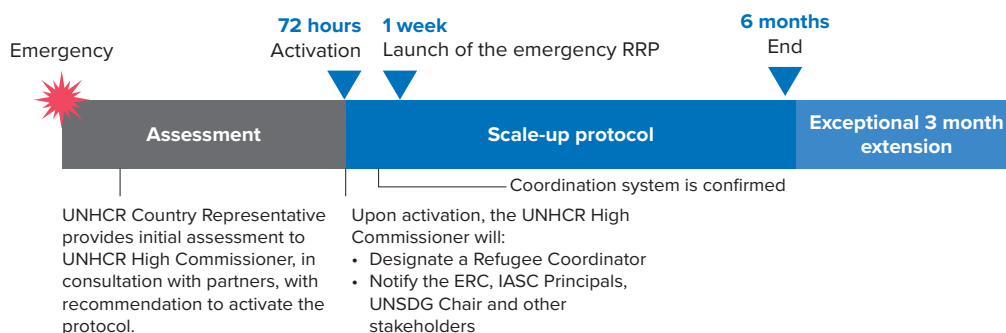 72 hours
1 week
6 months
Emergency
Activation
Launch of the emergency RRP
End
Assessment
Scale-up protocol
Exceptional 3 month
extension
Coordination system is confirmed
UNHCR Country Representative
provides initial assessment to
UNHCR High Commissioner, in
consultation with partners, with
recommendation to activate the
protocol.
Upon activation, the UNHCR High
Commissioner will:
• Designate a Refugee Coordinator
• Notify the ERC, IASC Principals,
UNSDG Chair and other
stakeholders